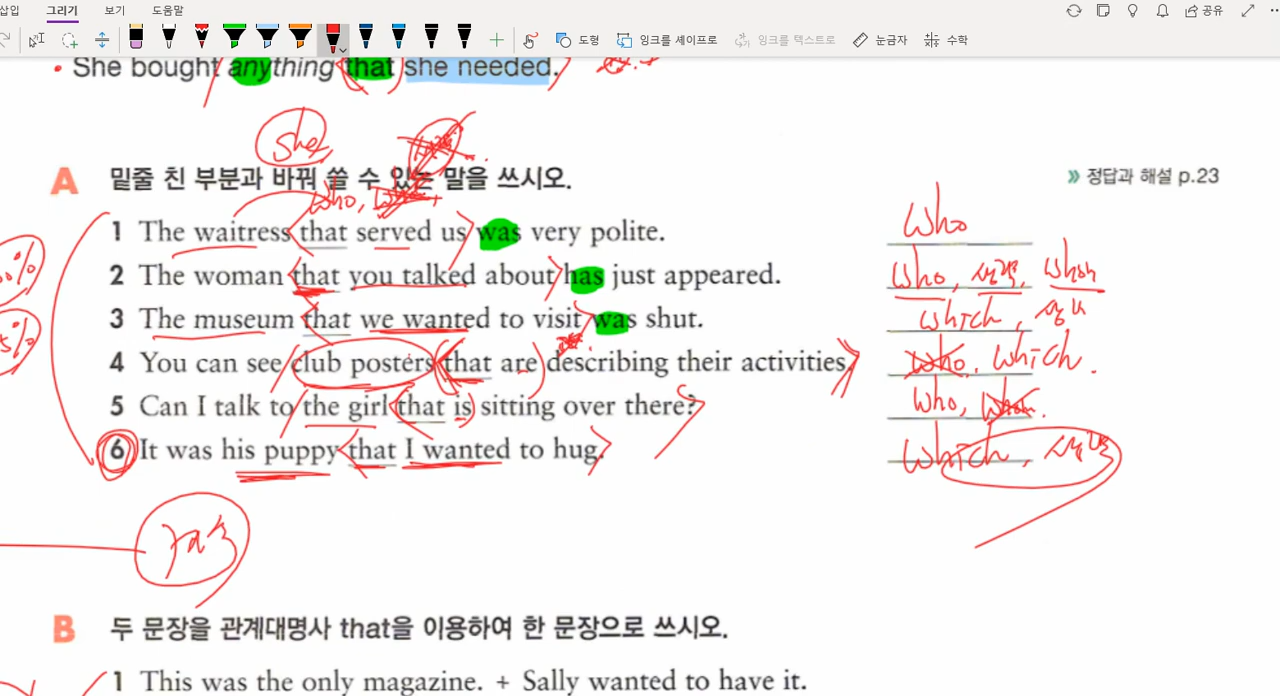 삽입 그리기 보기 도움말
공유
도형 잉크를 셰이프로 잉크를 텍스트로 눈금자 수학
• She bought anything that she needed.
she
A 밑줄 친 부분과 바꿔 쓸 수 있는 말을 쓰시오.
» 정답과 해설 p.23
who,
1 The waitress that served us was very polite.
who
2 The woman that you talked about has just appeared.
who, 생략, whom
3 The museum that we wanted to visit was shut.
which, 생략
4 You can see club posters that are describing their activities.
who, which.
5 Can I talk to the girl that is sitting over there?
who, whom.
6 It was his puppy that I wanted to hug.
which, 생략
B 두 문장을 관계대명사 that을 이용하여 한 문장으로 쓰시오.
1 This was the only magazine. + Sally wanted to have it.